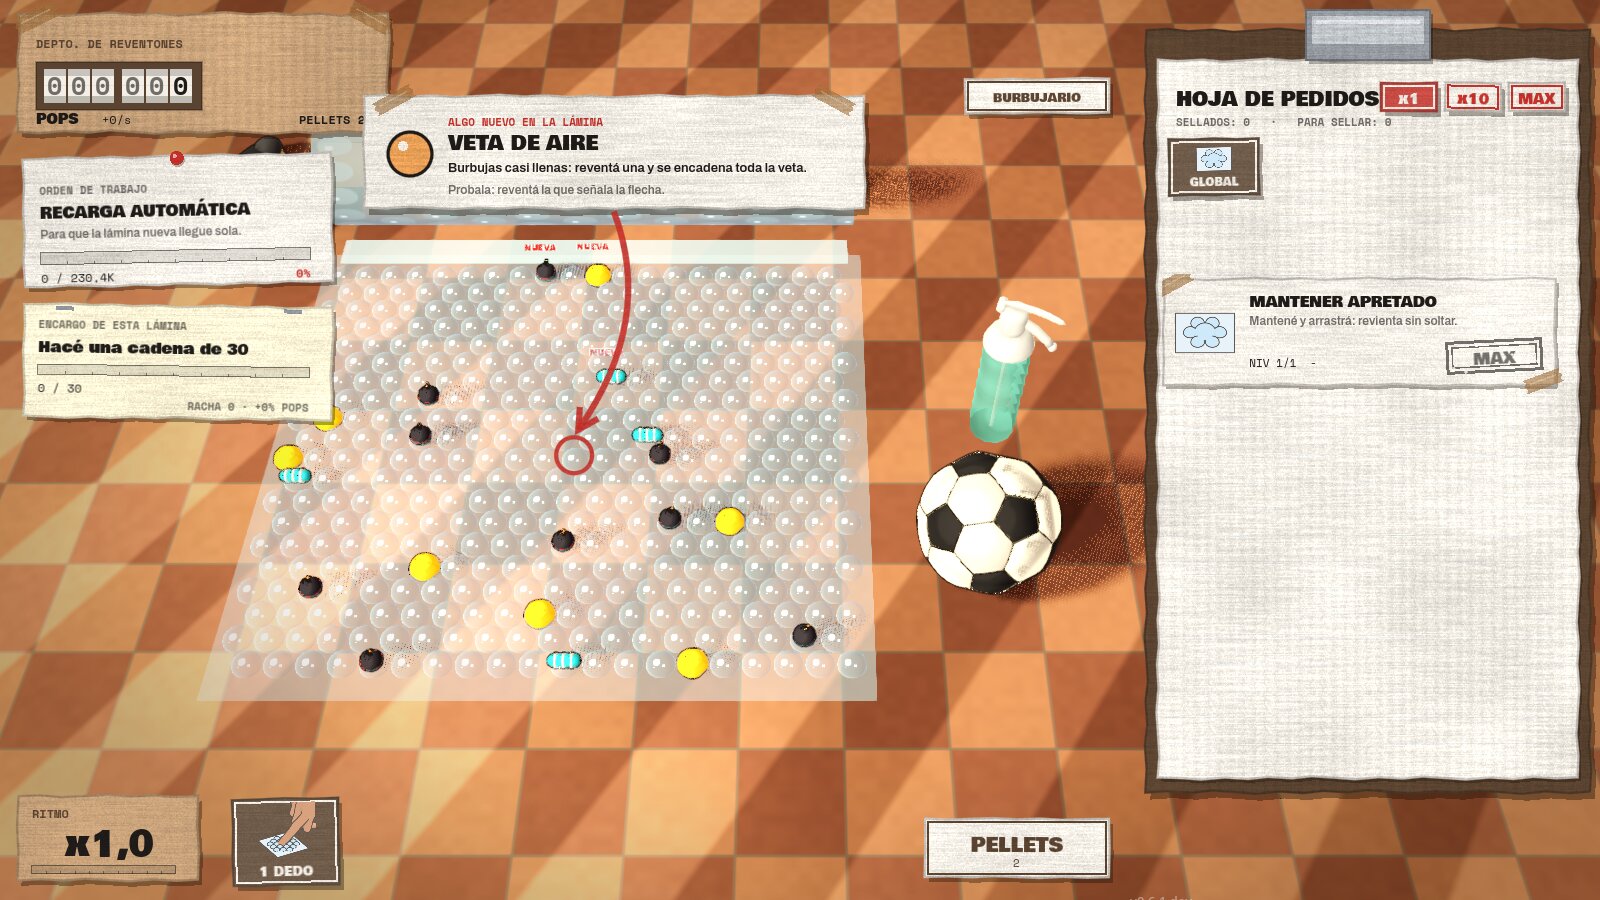 DEPTO. DE REVENTONES
000 000
POPS +0/s PELLETS 2
ORDEN DE TRABAJO
RECARGA AUTOMÁTICA
Para que la lámina nueva llegue sola.
0 / 230.4K 0%
ENCARGO DE ESTA LÁMINA
Hacé una cadena de 30
0 / 30
RACHA 0 · +0% POPS
ALGO NUEVO EN LA LÁMINA
VETA DE AIRE
Burbujas casi llenas: reventá una y se encadena toda la veta.
Probala: reventá la que señala la flecha.
NUEVA NUEVA
BURBUJARIO
HOJA DE PEDIDOS x1 x10 MAX
SELLADOS: 0 · PARA SELLAR: 0
GLOBAL
MANTENER APRETADO
Mantené y arrastrá: revienta sin soltar.
NIV 1/1 -
MAX
RITMO
x1,0
1 DEDO
PELLETS
2